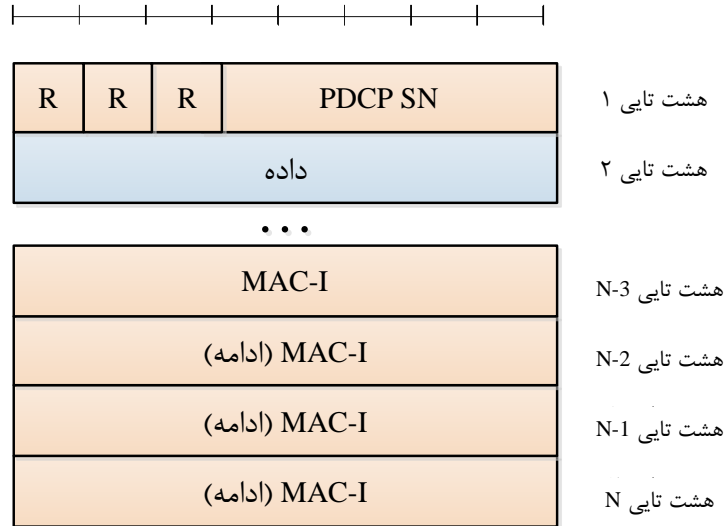 R R R PDCP SN هشت تایی ۱
داده هشت تایی ۲
...
MAC-I هشت تایی N-3
MAC-I (ادامه) هشت تایی N-2
MAC-I (ادامه) هشت تایی N-1
MAC-I (ادامه) هشت تایی N